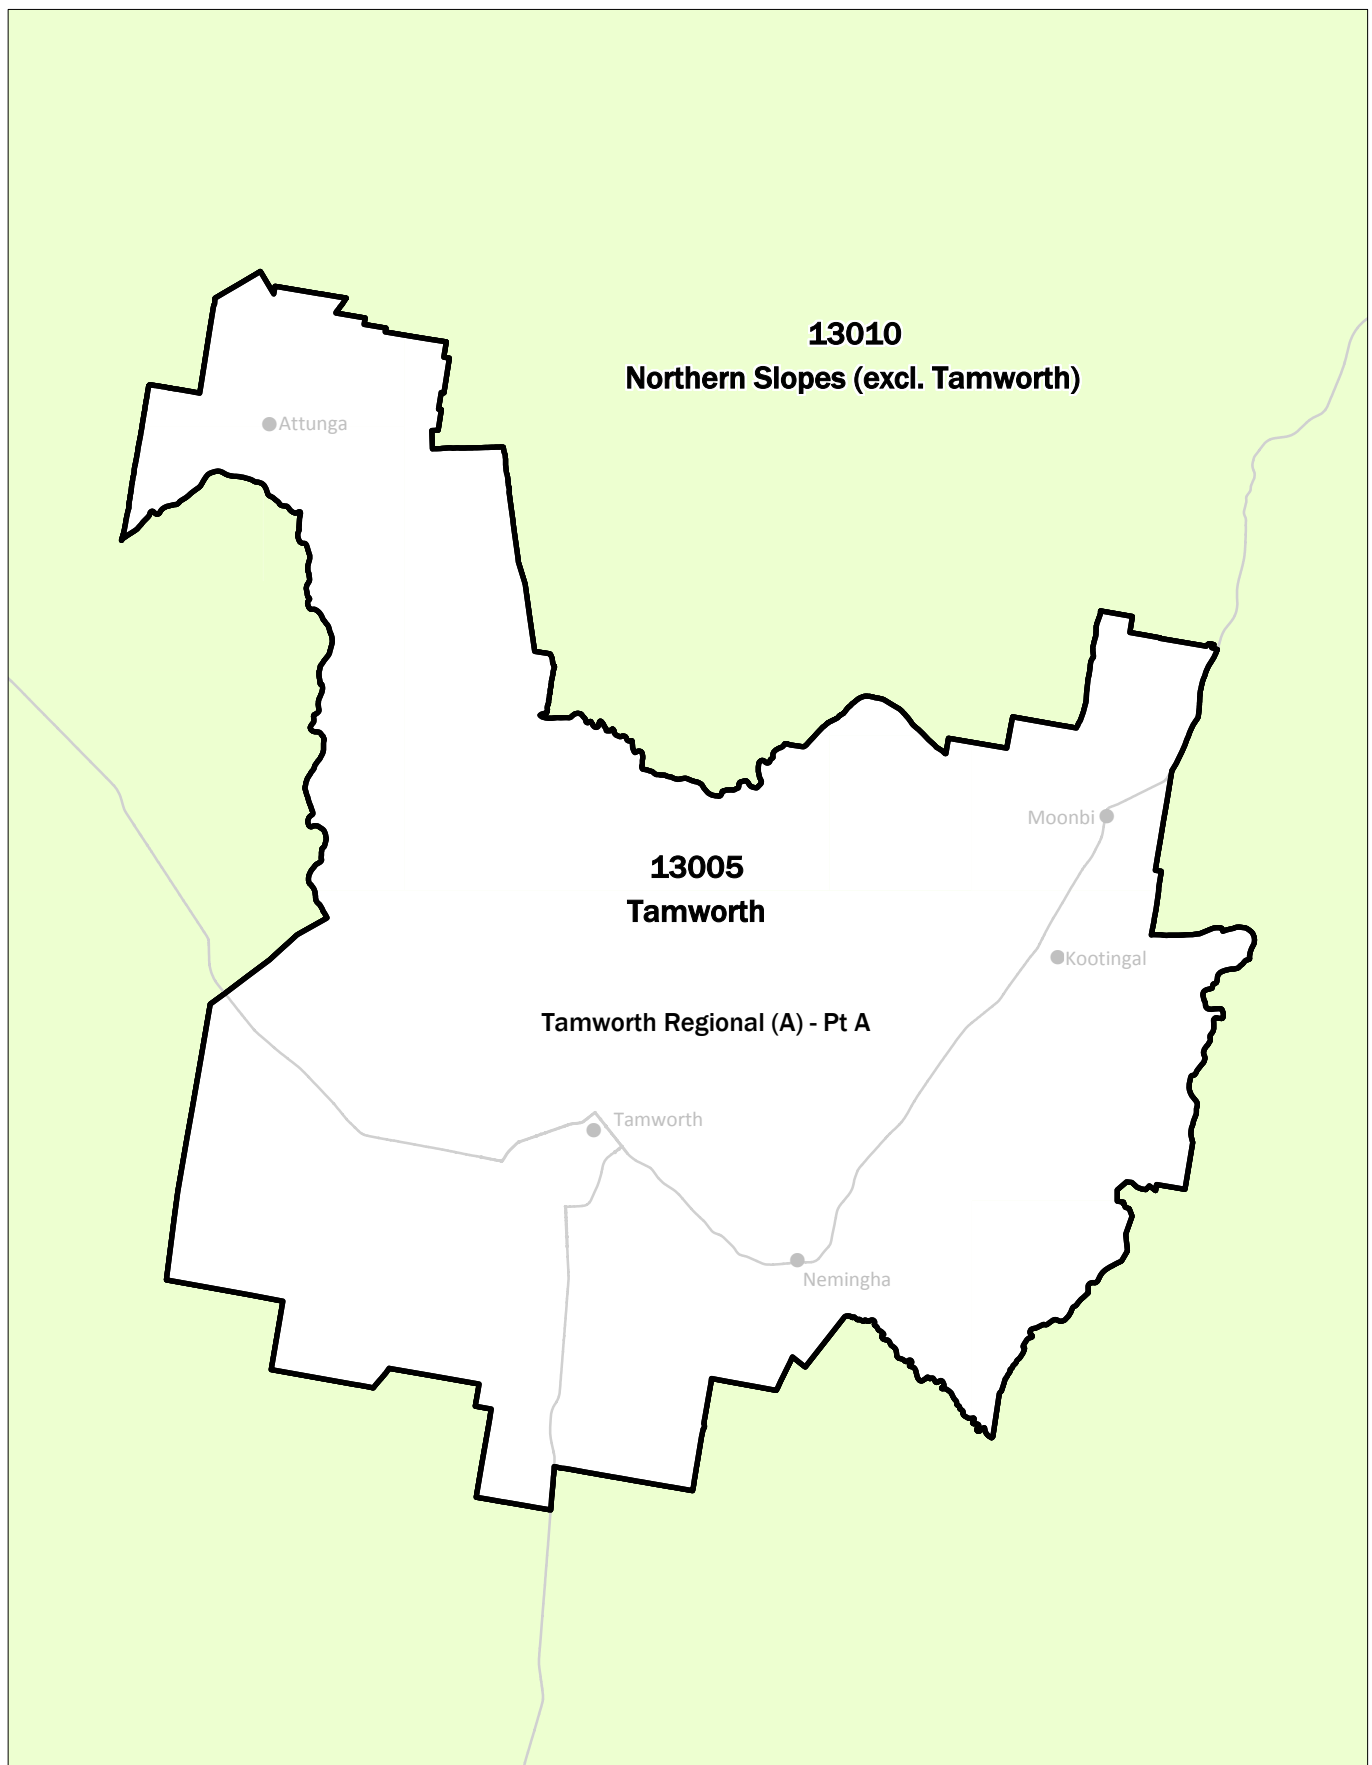 13010
Northern Slopes (excl. Tamworth)
Attunga
Moonbi
13005
Tamworth
Kootingal
Tamworth Regional (A) - Pt A
Tamworth
Nemingha